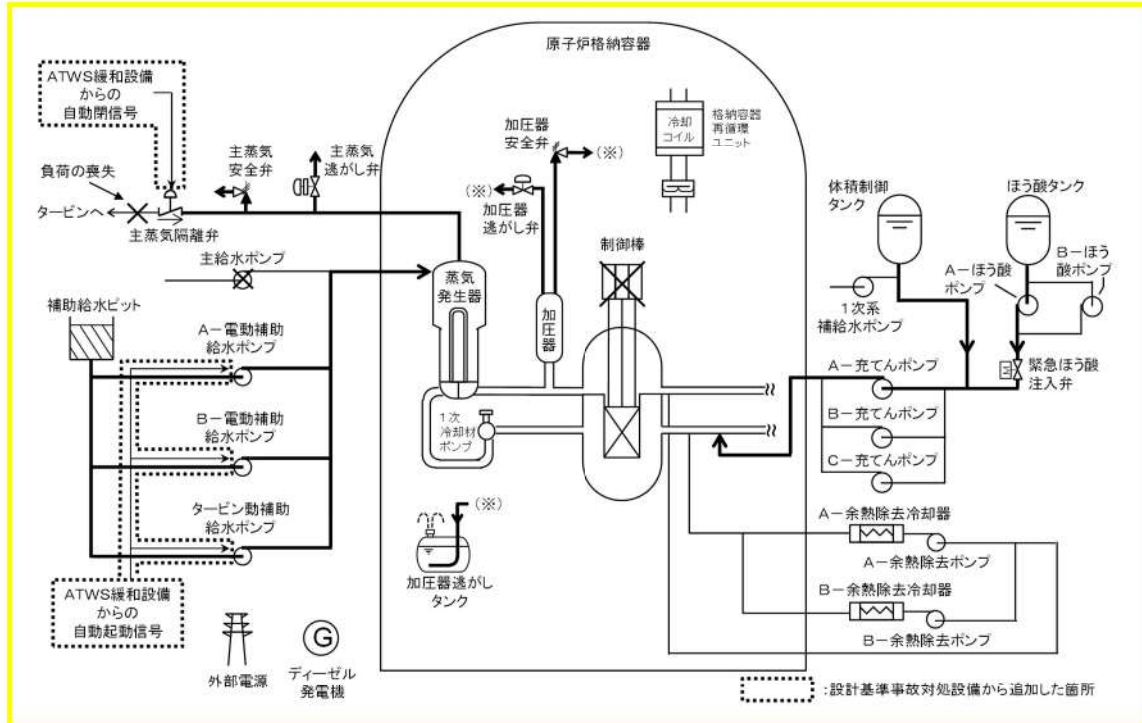 原子炉格納容器
ATWS緩和設備
からの
自動閉信号
負荷の喪失
タービンへ
主蒸気隔離弁
主蒸気
安全弁
主蒸気
逃がし弁
加圧器
安全弁
(※)
(※)
加圧器
逃がし弁
冷却
コイル
格納容器
再循環
ユニット
体積制御
タンク
ほう酸タンク
A-ほう酸
ポンプ
B-ほう
酸ポンプ
1次系
補給水ポンプ
緊急ほう酸
注入弁
M
主給水ポンプ
蒸気
発生器
加圧器
制御棒
補助給水ピット
A-電動補助
給水ポンプ
B-電動補助
給水ポンプ
タービン動補助
給水ポンプ
1次
冷却材
ポンプ
A-充てんポンプ
B-充てんポンプ
C-充てんポンプ
(※)
加圧器逃がし
タンク
A-余熱除去冷却器
A-余熱除去ポンプ
B-余熱除去冷却器
B-余熱除去ポンプ
ATWS緩和設備
からの
自動起動信号
外部電源
G
ディーゼル
発電機
:設計基準事故対処設備から追加した箇所